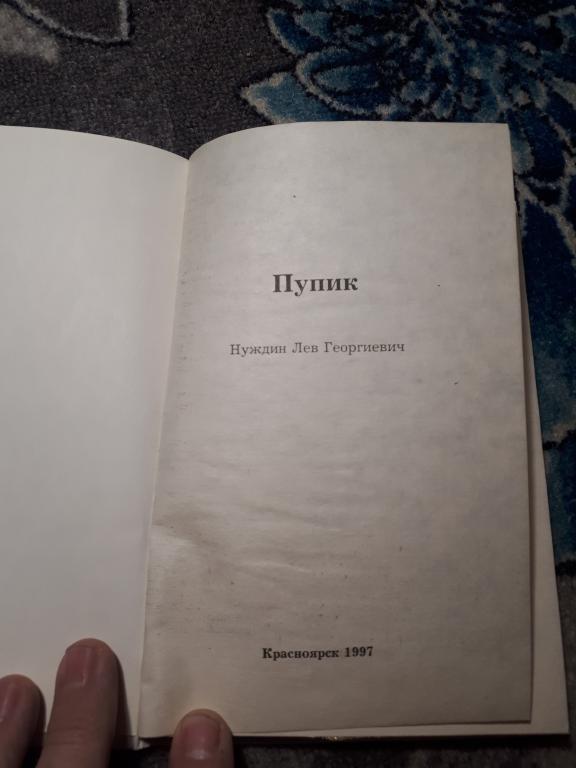 Пупик
Нуждин Лев Георгиевич
Красноярск 1997